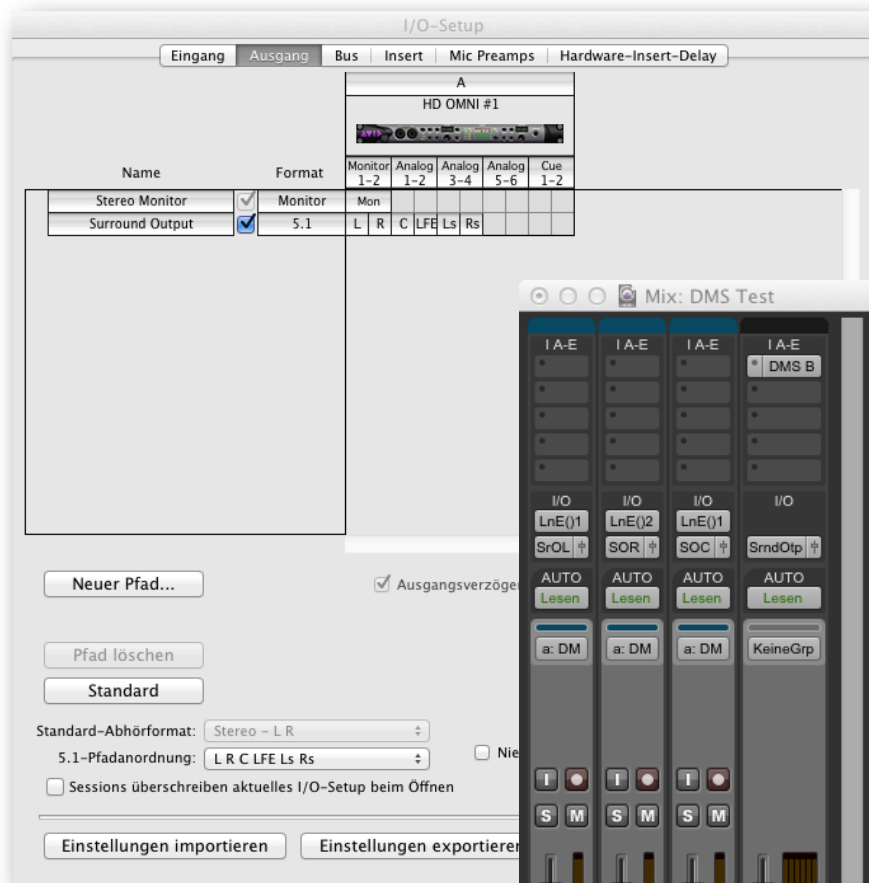 I/O-Setup
Eingang Ausgang Bus Insert Mic Preamps Hardware-Insert-Delay
A
HD OMNI #1
AVID
Name Format Monitor 1-2 Analog 1-2 Analog 3-4 Analog 5-6 Cue 1-2
Stereo Monitor Monitor Mon
Surround Output 5.1 L R C LFE Ls Rs
Mix: DMS Test
I A-E I A-E I A-E I A-E
DMS B
I/O I/O I/O I/O
LnE()1 LnE()2 LnE()1
SrOL SOR SOC SrndOtp
AUTO AUTO AUTO AUTO
Lesen Lesen Lesen Lesen
a: DM a: DM a: DM KeineGrp
I I I
S M S M S M
Neuer Pfad...
Ausgangsverzöger
Pfad löschen
Standard
Standard-Abhörformat: Stereo – L R
5.1-Pfadanordnung: L R C LFE Ls Rs
Nie
Sessions überschreiben aktuelles I/O-Setup beim Öffnen
Einstellungen importieren Einstellungen exportieren